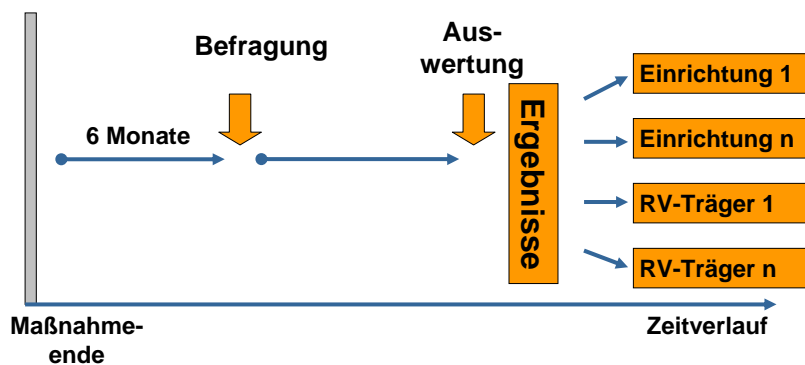 Befragung
Aus-
wertung
6 Monate
Ergebnisse
Einrichtung 1
Einrichtung n
RV-Träger 1
RV-Träger n
Maßnahme-
ende
Zeitverlauf